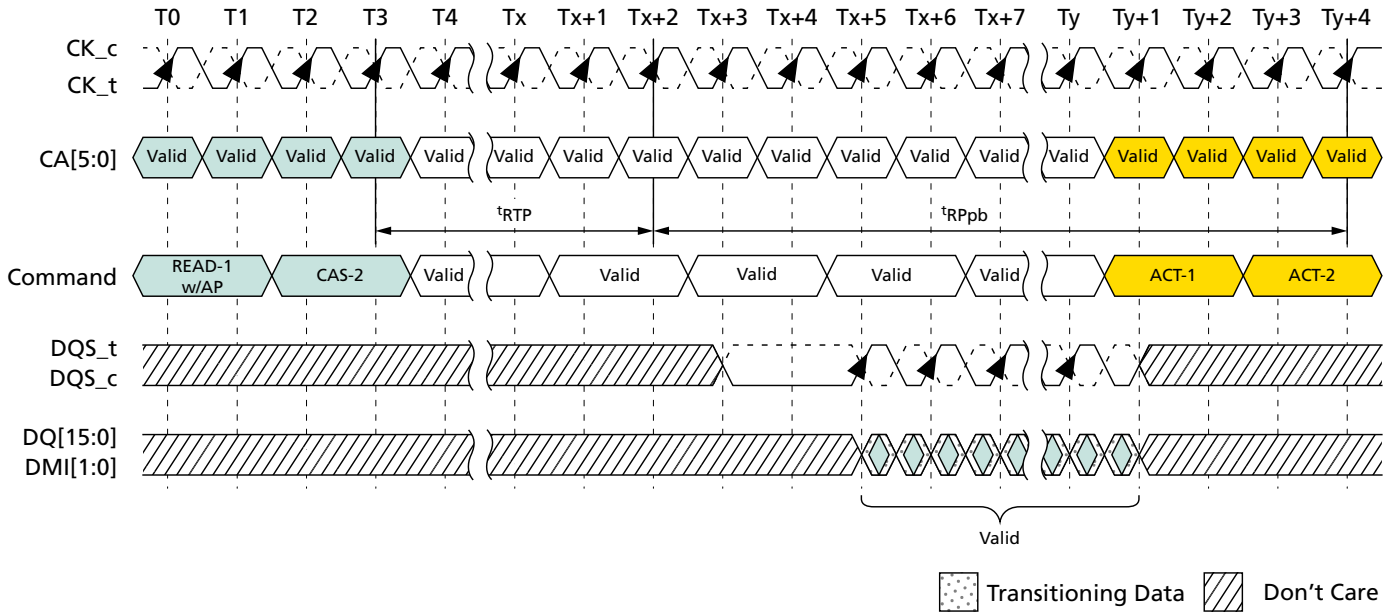 T0 T1 T2 T3 T4 Tx Tx+1 Tx+2 Tx+3 Tx+4 Tx+5 Tx+6 Tx+7 Ty Ty+1 Ty+2 Ty+3 Ty+4
CK_c
CK_t
CA[5:0] Valid Valid Valid Valid Valid Valid Valid Valid Valid Valid Valid Valid Valid Valid Valid Valid Valid Valid
tRTP tRPpb
Command READ-1 w/AP CAS-2 Valid Valid Valid Valid Valid ACT-1 ACT-2
DQS_t
DQS_c
DQ[15:0]
DMI[1:0]
Valid
Transitioning Data Don't Care